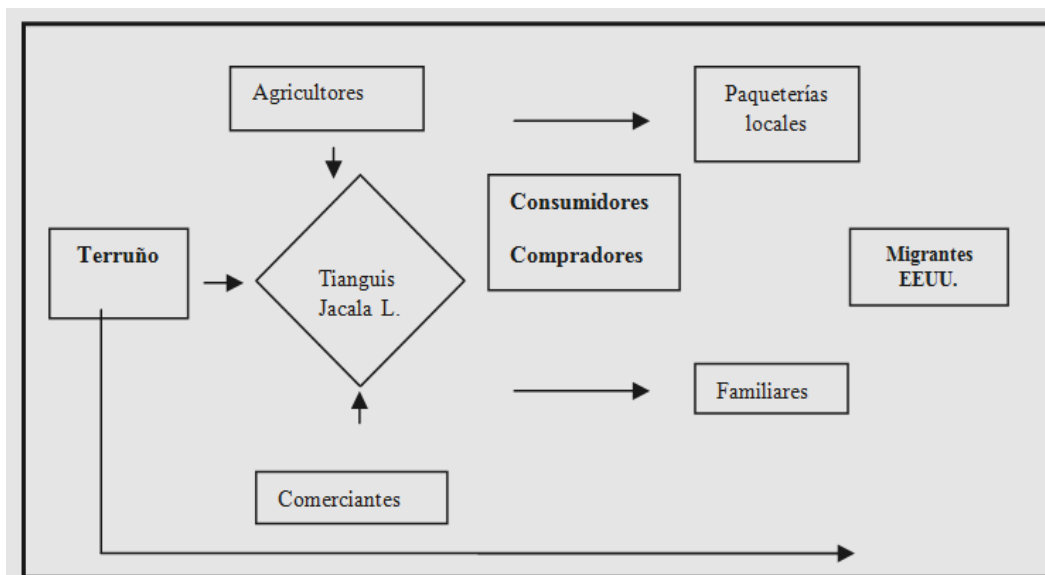 Agricultores
Paqueterías
locales
Consumidores
Compradores
Terruño
Tianguis
Jacala L.
Migrantes
EEUU.
Familiares
Comerciantes